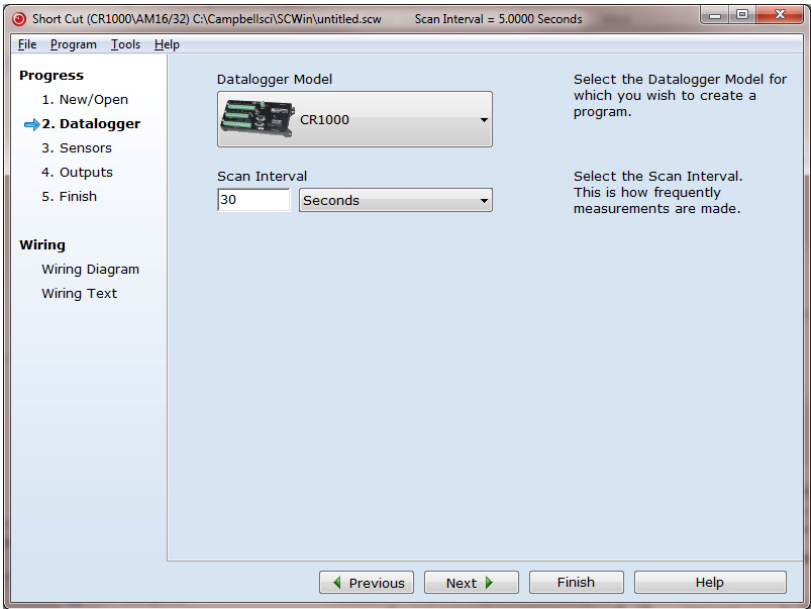 Short Cut (CR1000\AM16/32) C:\Campbellsci\SCWin\untitled.scw Scan Interval = 5.0000 Seconds
File Program Tools Help
Progress
1. New/Open
2. Datalogger
3. Sensors
4. Outputs
5. Finish
Wiring
Wiring Diagram
Wiring Text
Datalogger Model
CR1000
Select the Datalogger Model for
which you wish to create a
program.
Scan Interval
30 Seconds
Select the Scan Interval.
This is how frequently
measurements are made.
Previous Next Finish Help